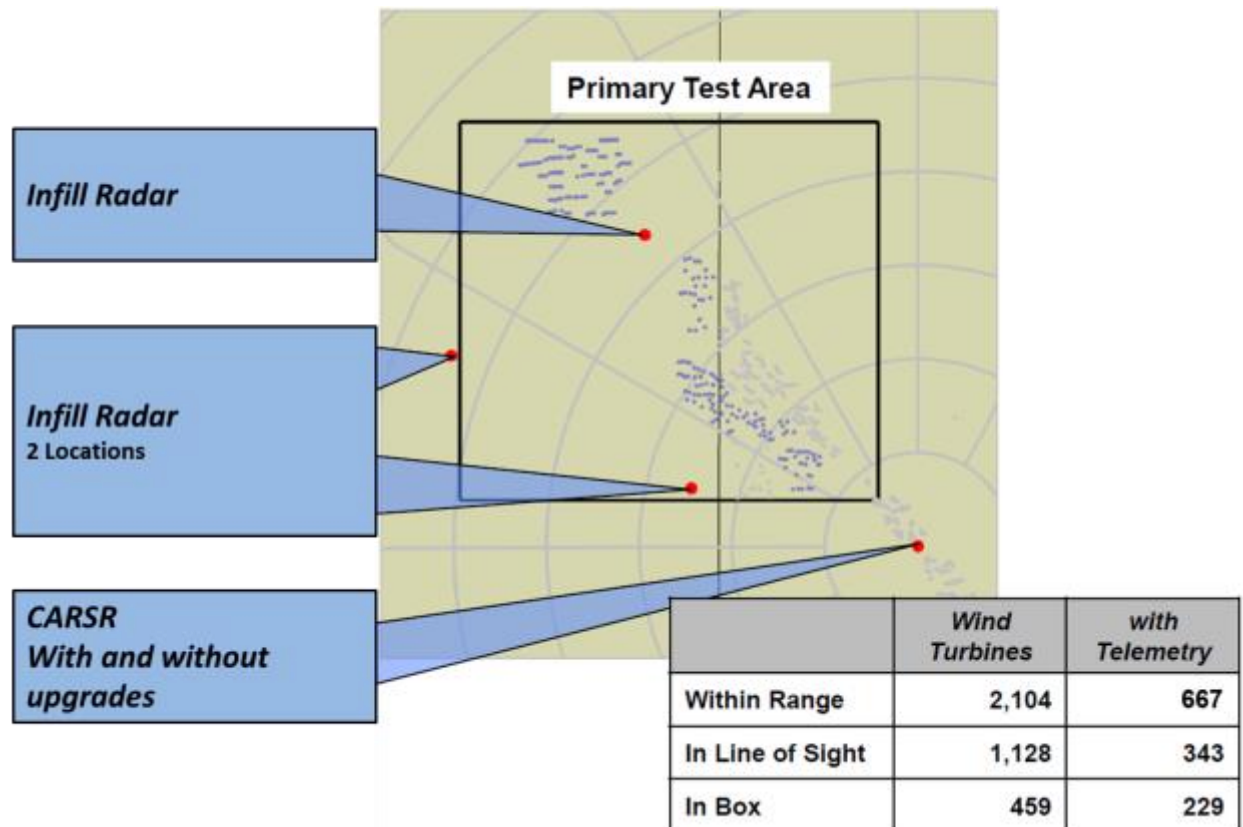 Primary Test Area
Infill Radar
Infill Radar
2 Locations
CARSR
With and without
upgrades
Wind
Turbines
with
Telemetry
Within Range 2,104 667
In Line of Sight 1,128 343
In Box 459 229